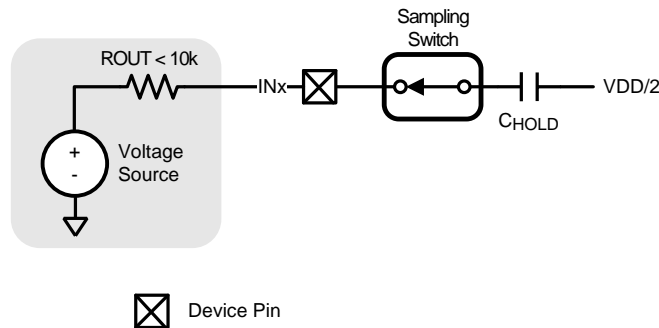 Sampling
Switch
ROUT < 10k
INx
VDD/2
CHOLD
+
-
Voltage
Source
Device Pin